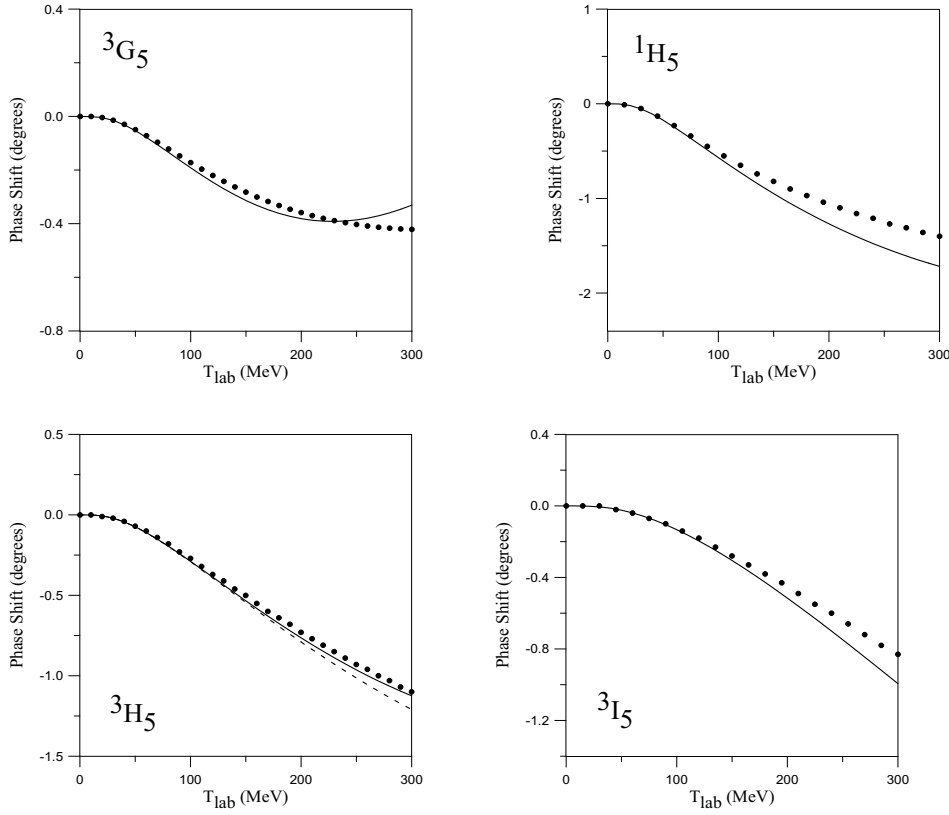 0.4
³G₅
0.0
-0.4
-0.8
Phase Shift (degrees)
0 100 200 300
T_lab (MeV)
1
¹H₅
0
-1
-2
Phase Shift (degrees)
0 100 200 300
T_lab (MeV)
0.5
0.0
-0.5
-1.0
³H₅
-1.5
Phase Shift (degrees)
0 100 200 300
T_lab (MeV)
0.4
0.0
-0.4
-0.8
³I₅
-1.2
Phase Shift (degrees)
0 100 200 300
T_lab (MeV)